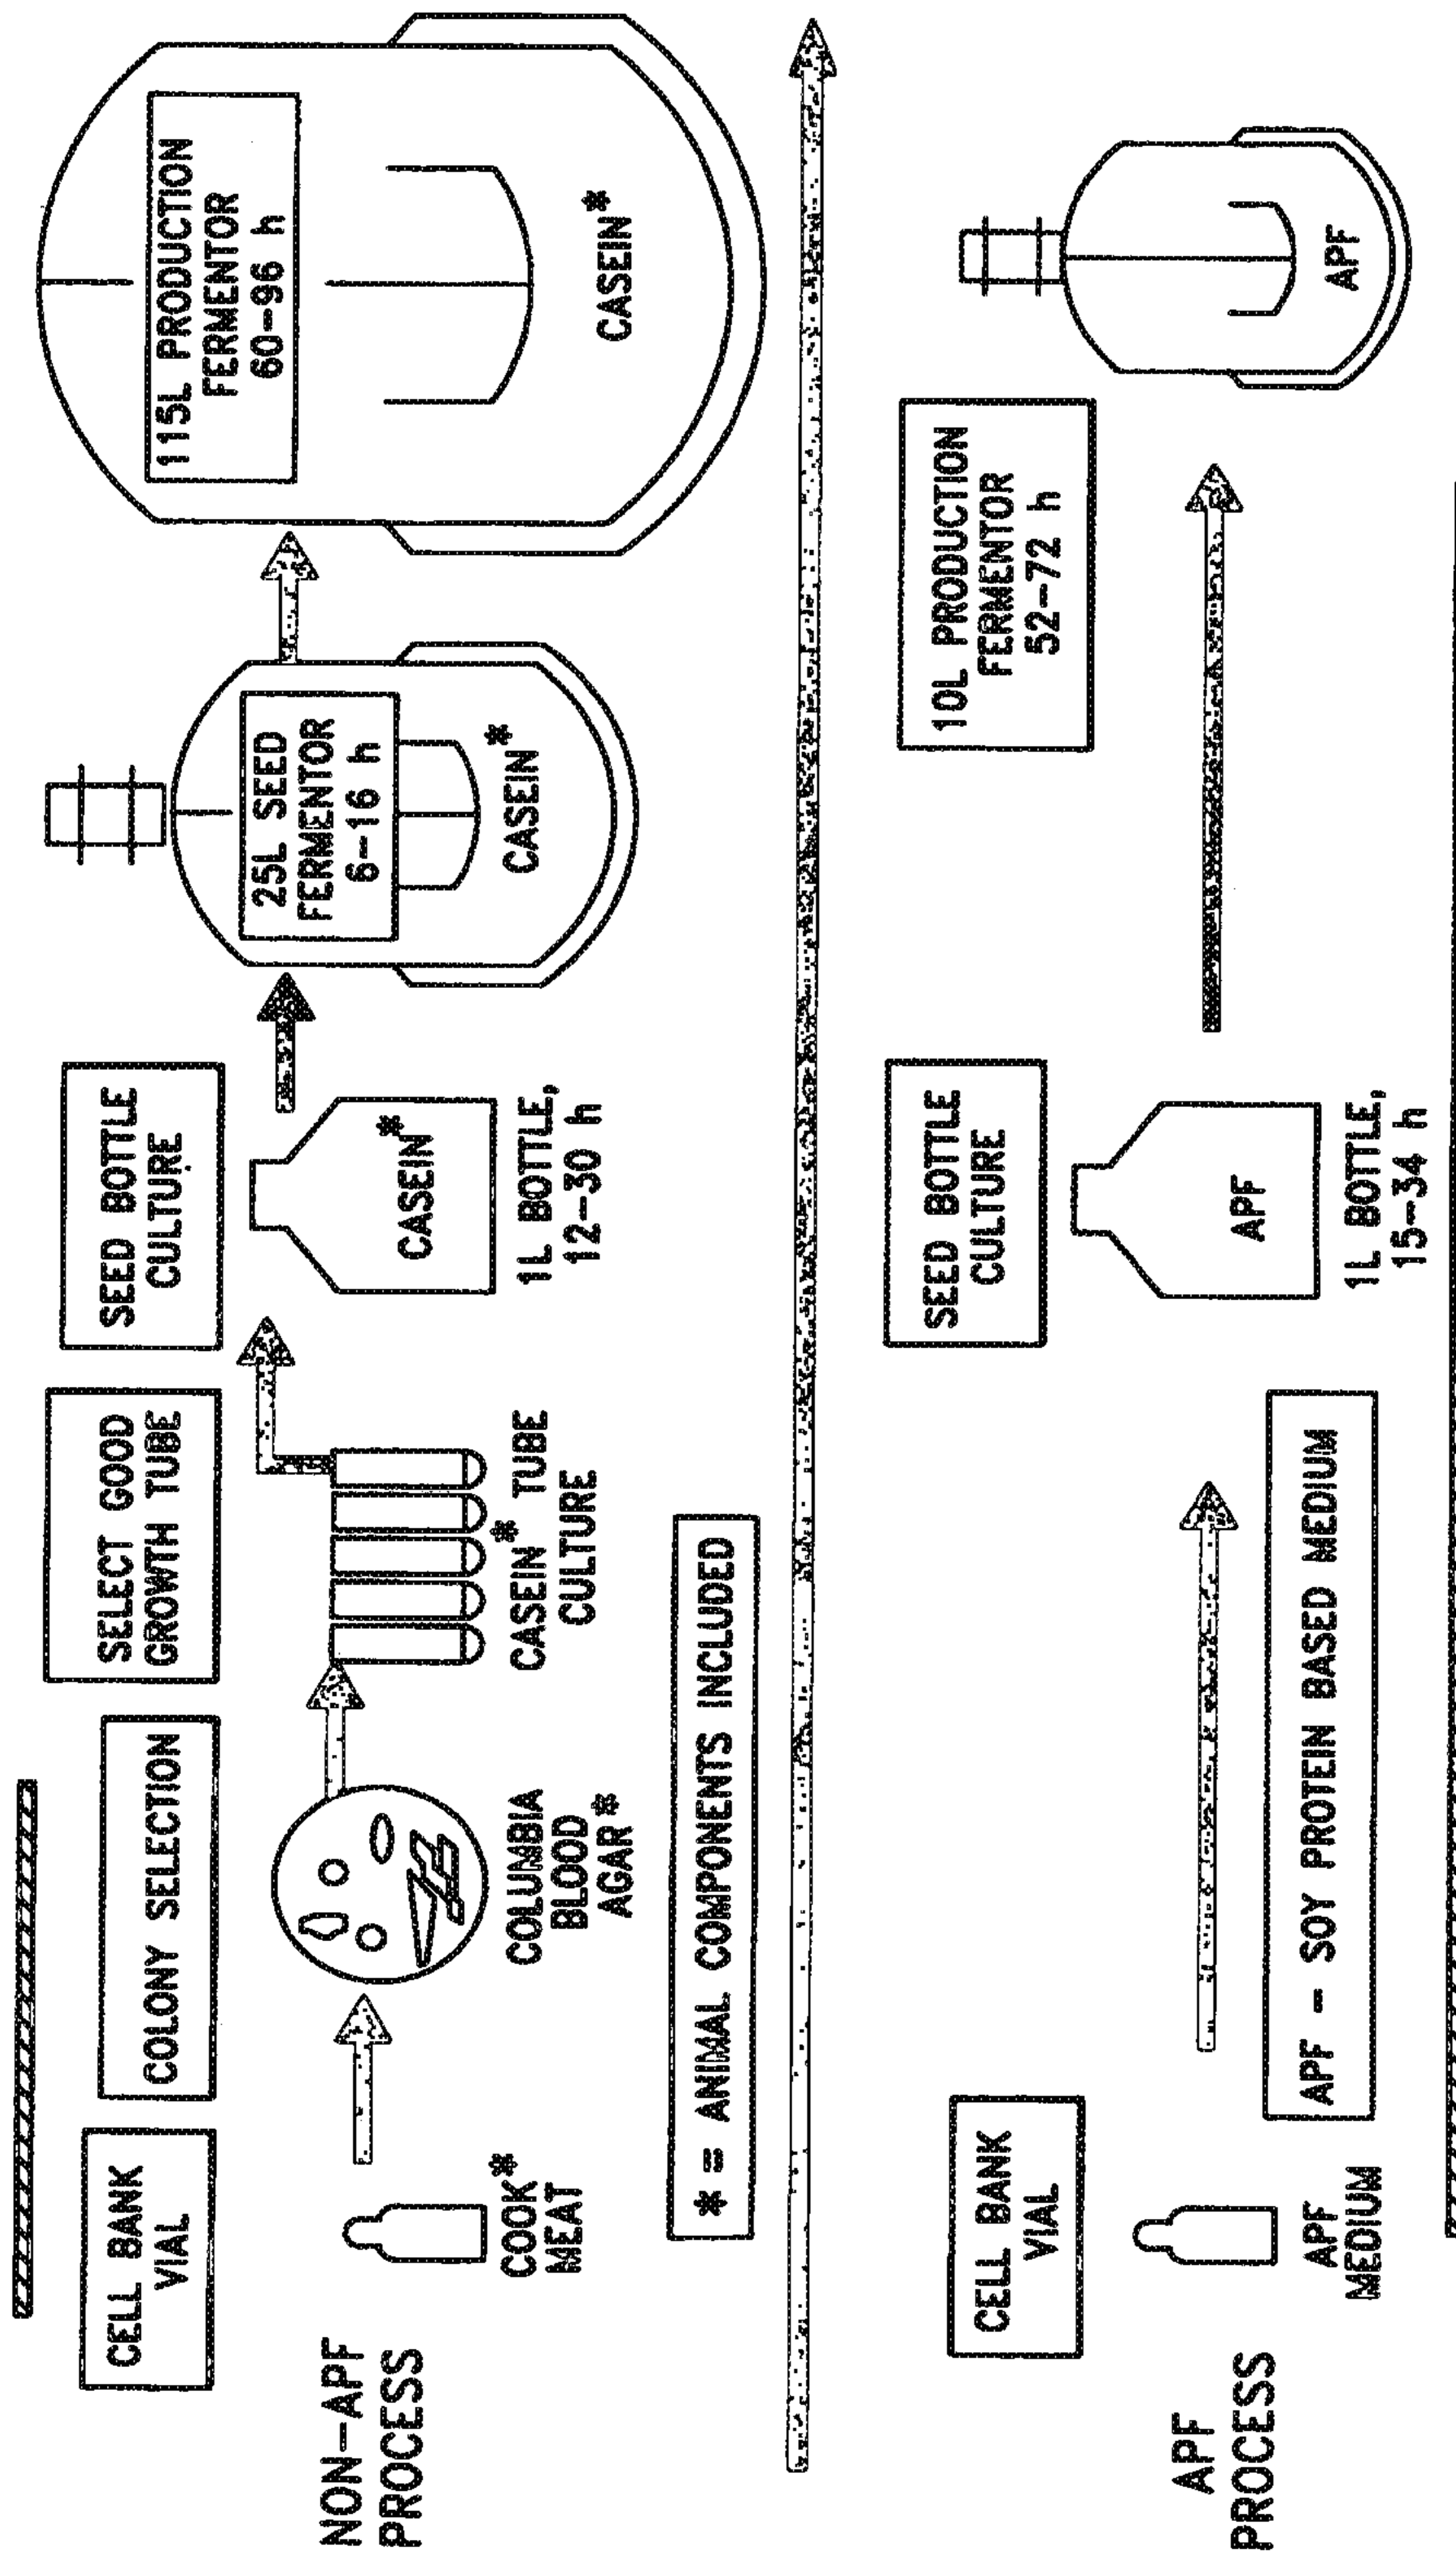 CELL BANK
VIAL
COLONY SELECTION
SELECT GOOD
GROWTH TUBE
SEED BOTTLE
CULTURE
25L SEED
FERMENTOR
6-16 h
115L PRODUCTION
FERMENTOR
60-96 h
NON-APF
PROCESS
COOK*
MEAT
COLUMBIA
BLOOD
AGAR*
CASEIN* TUBE
CULTURE
CASEIN*
1L BOTTLE,
12-30 h
CASEIN*
CASEIN*
* = ANIMAL COMPONENTS INCLUDED
CELL BANK
VIAL
SEED BOTTLE
CULTURE
10L PRODUCTION
FERMENTOR
52-72 h
APF
PROCESS
APF
MEDIUM
APF - SOY PROTEIN BASED MEDIUM
APF
1L BOTTLE,
15-34 h
APF